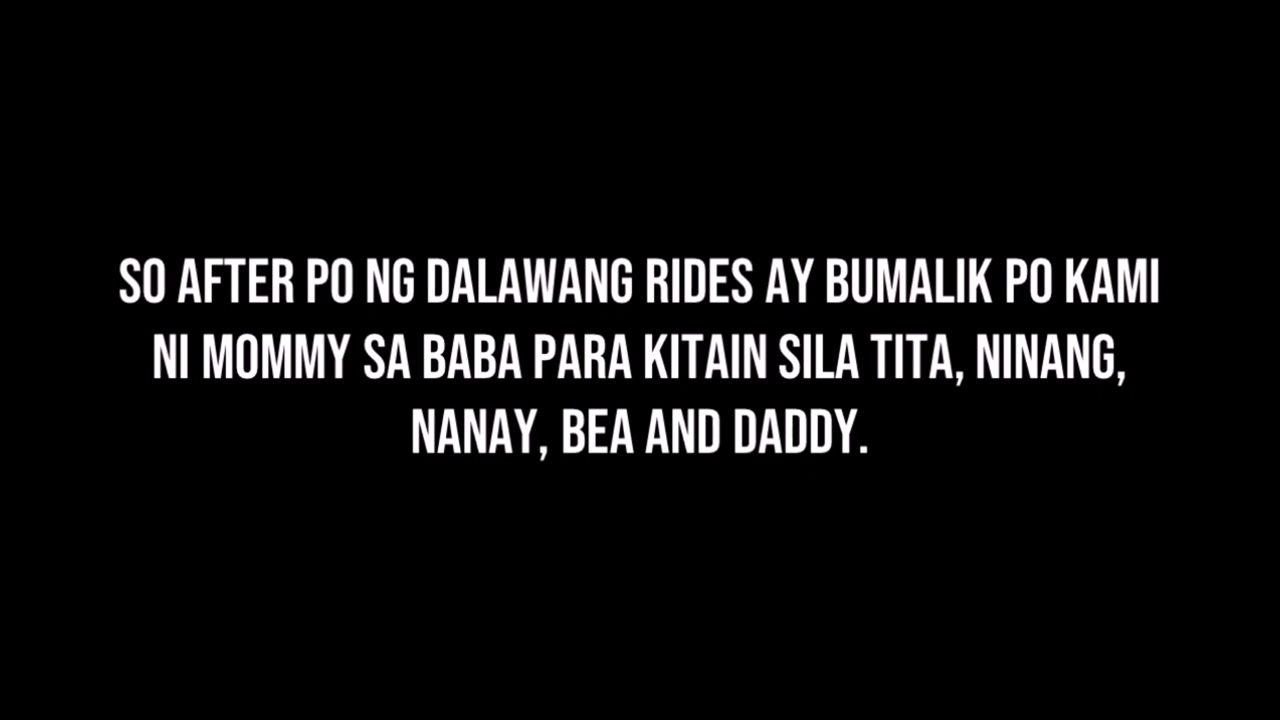 SO AFTER PO NG DALAWANG RIDES AY BUMALIK PO KAMI
NI MOMMY SA BABA PARA KITAIN SILA TITA, NINANG,
NANAY, BEA AND DADDY.